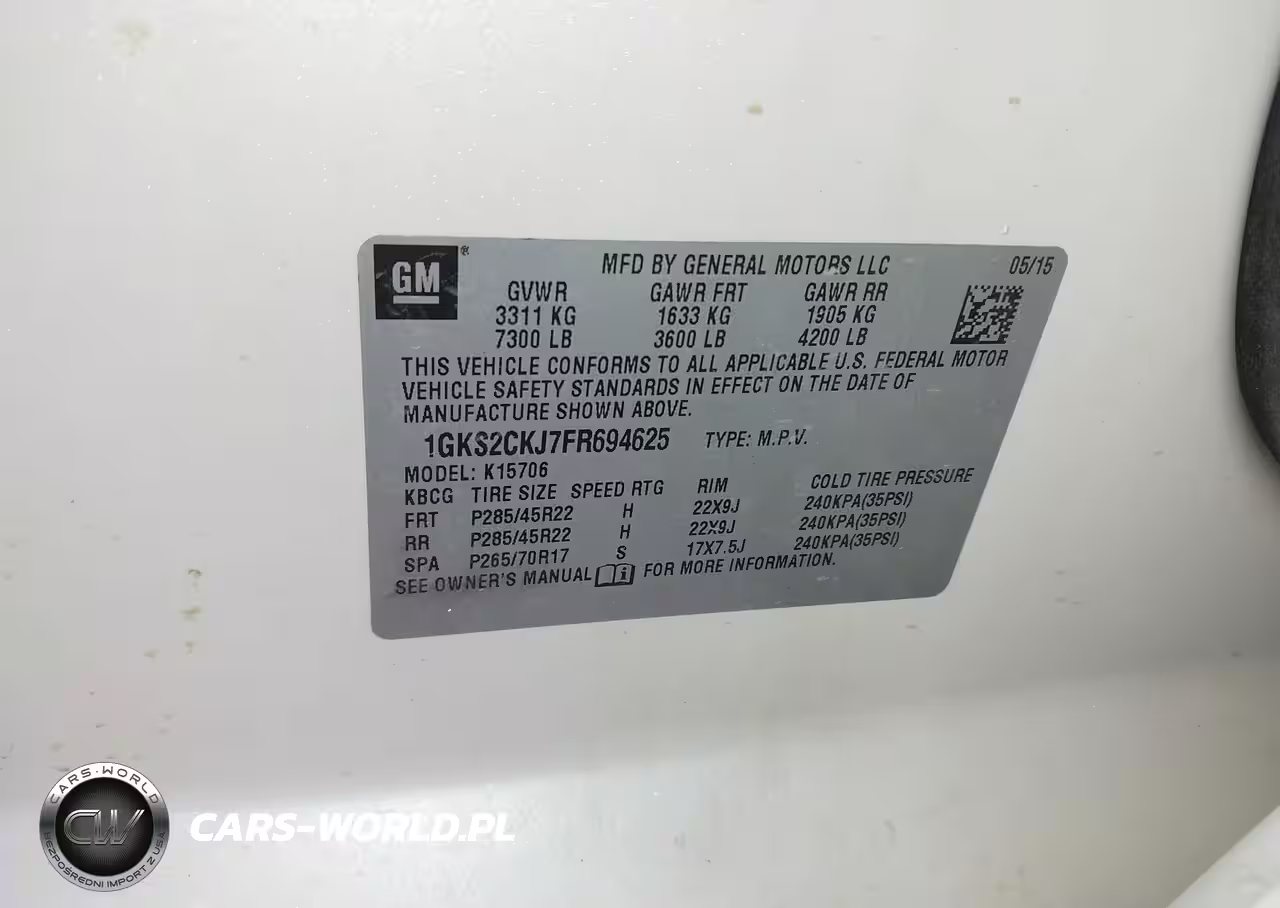 GM®
MFD BY GENERAL MOTORS LLC 05/15
GVWR GAWR FRT GAWR RR
3311 KG 1633 KG 1905 KG
7300 LB 3600 LB 4200 LB
THIS VEHICLE CONFORMS TO ALL APPLICABLE U.S. FEDERAL MOTOR
VEHICLE SAFETY STANDARDS IN EFFECT ON THE DATE OF
MANUFACTURE SHOWN ABOVE.
1GKS2CKJ7FR694625 TYPE: M.P.V.
MODEL: K15706
KBCG TIRE SIZE SPEED RTG RIM COLD TIRE PRESSURE
FRT P285/45R22 H 22X9J 240KPA(35PSI)
RR P285/45R22 H 22X9J 240KPA(35PSI)
SPA P265/70R17 S 17X7.5J 240KPA(35PSI)
SEE OWNER'S MANUAL FOR MORE INFORMATION.
CARS-WORLD
CW
BEZPOŚREDNI IMPORT Z USA
CARS-WORLD.PL